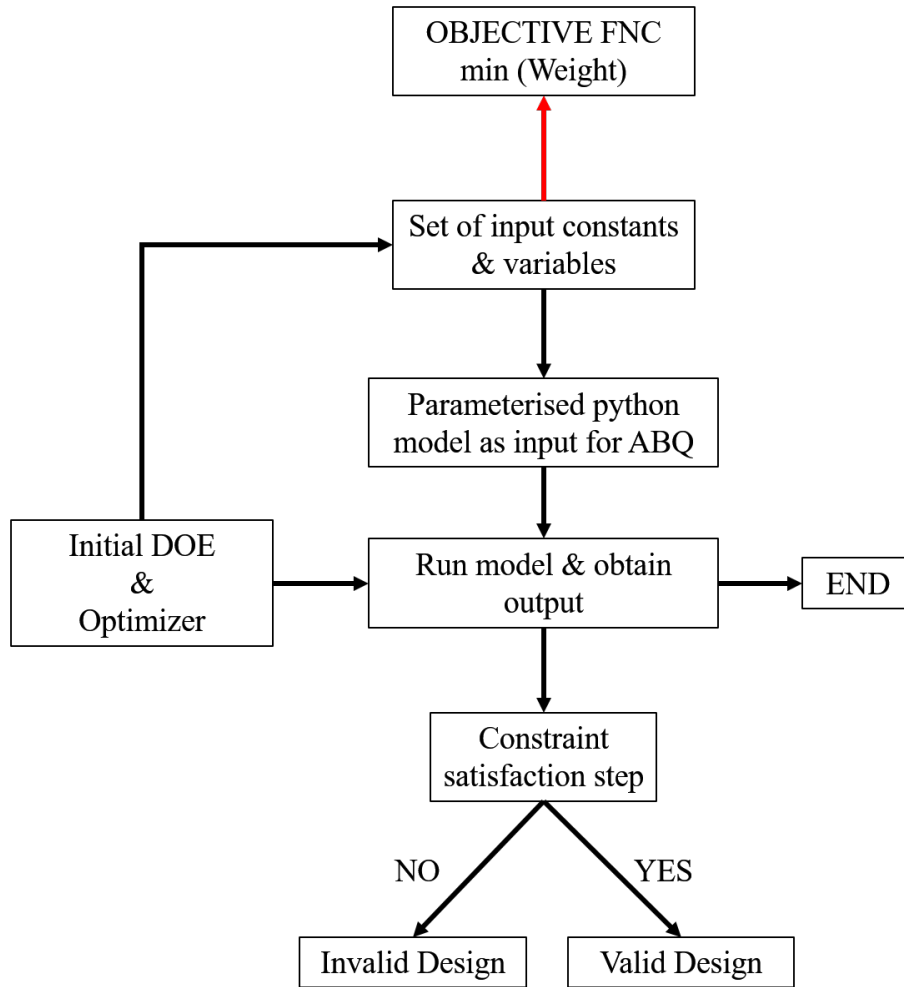 OBJECTIVE FNC
min (Weight)
Set of input constants
& variables
Parameterised python
model as input for ABQ
Initial DOE
&
Optimizer
Run model & obtain
output
END
Constraint
satisfaction step
NO
YES
Invalid Design
Valid Design